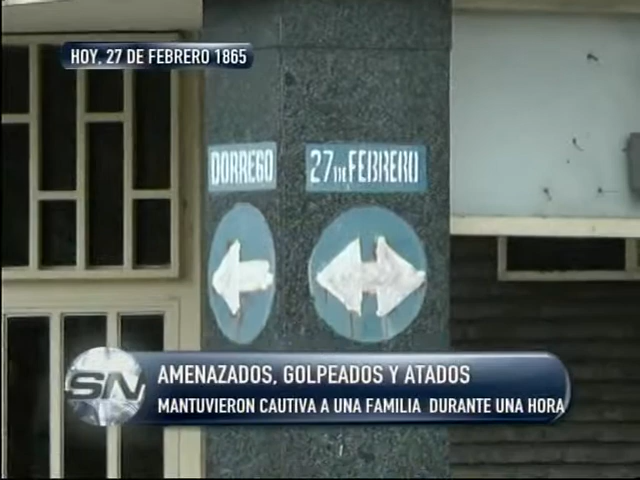 HOY, 27 DE FEBRERO 1865
DORREGO
27 DE FEBRERO
SN
AMENAZADOS, GOLPEADOS Y ATADOS
MANTUVIERON CAUTIVA A UNA FAMILIA DURANTE UNA HORA